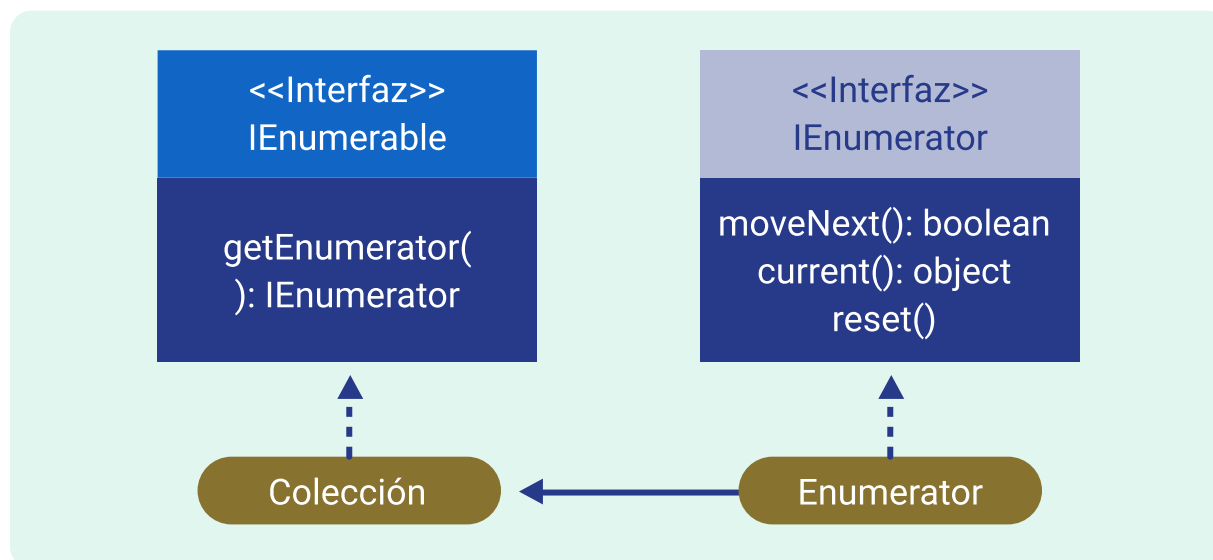 <<Interfaz>>
IEnumerable
getEnumerator(
): IEnumerator
<<Interfaz>>
IEnumerator
moveNext(): boolean
current(): object
reset()
Colección
Enumerator